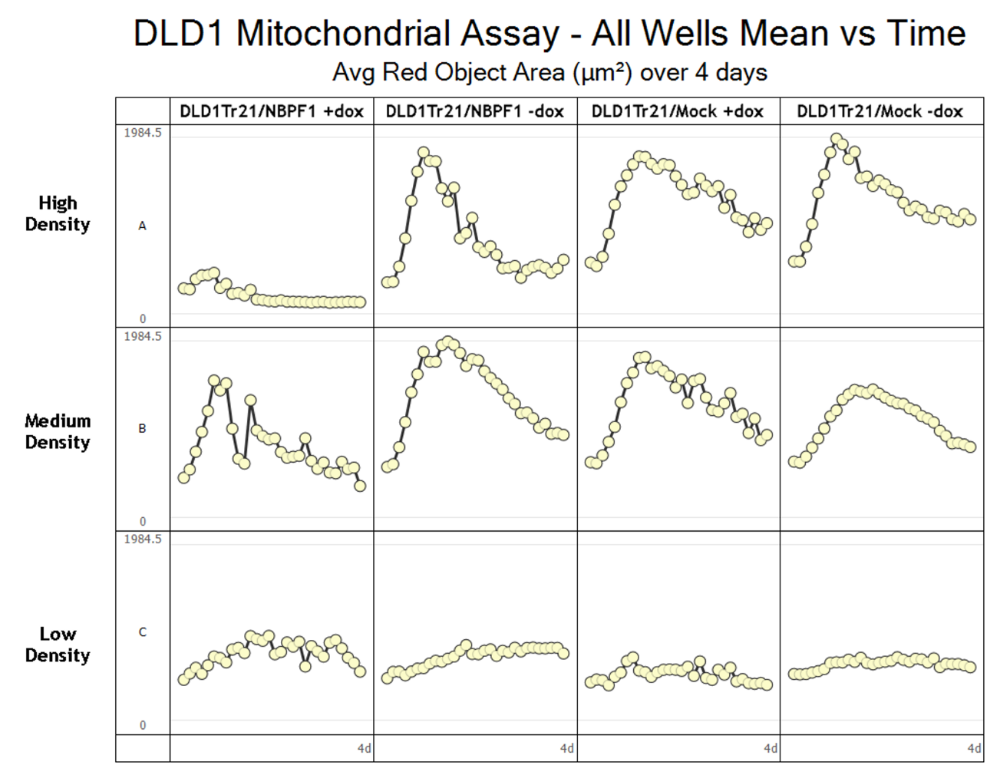 DLD1 Mitochondrial Assay - All Wells Mean vs Time
Avg Red Object Area (µm²) over 4 days
DLD1Tr21/NBPF1 +dox DLD1Tr21/NBPF1 -dox DLD1Tr21/Mock +dox DLD1Tr21/Mock -dox
1984.5
High
Density
A
0
1984.5
Medium
Density
B
0
1984.5
Low
Density
C
0
4d 4d 4d 4d